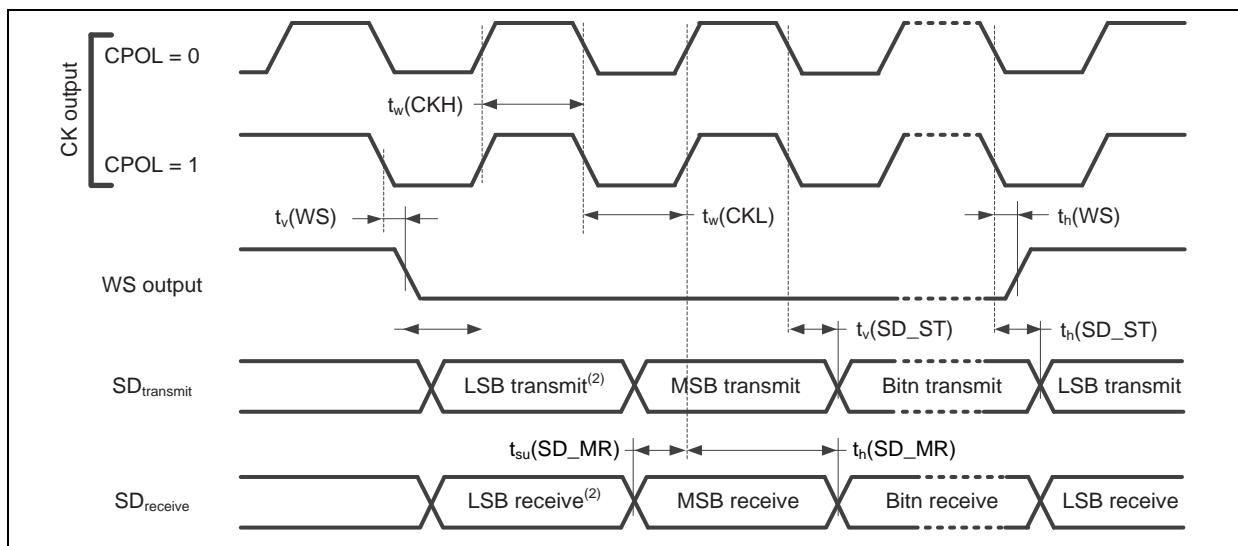 CK output
CPOL = 0
tw(CKH)
CPOL = 1
tv(WS)
tw(CKL)
th(WS)
WS output
tv(SD_ST)
th(SD_ST)
SDtransmit
LSB transmit(2)
MSB transmit
Bitn transmit
LSB transmit
tsu(SD_MR)
th(SD_MR)
SDreceive
LSB receive(2)
MSB receive
Bitn receive
LSB receive